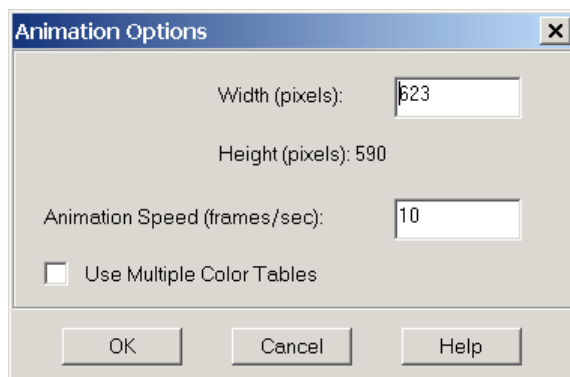 Animation Options
Width (pixels): 623
Height (pixels): 590
Animation Speed (frames/sec): 10
Use Multiple Color Tables
OK Cancel Help